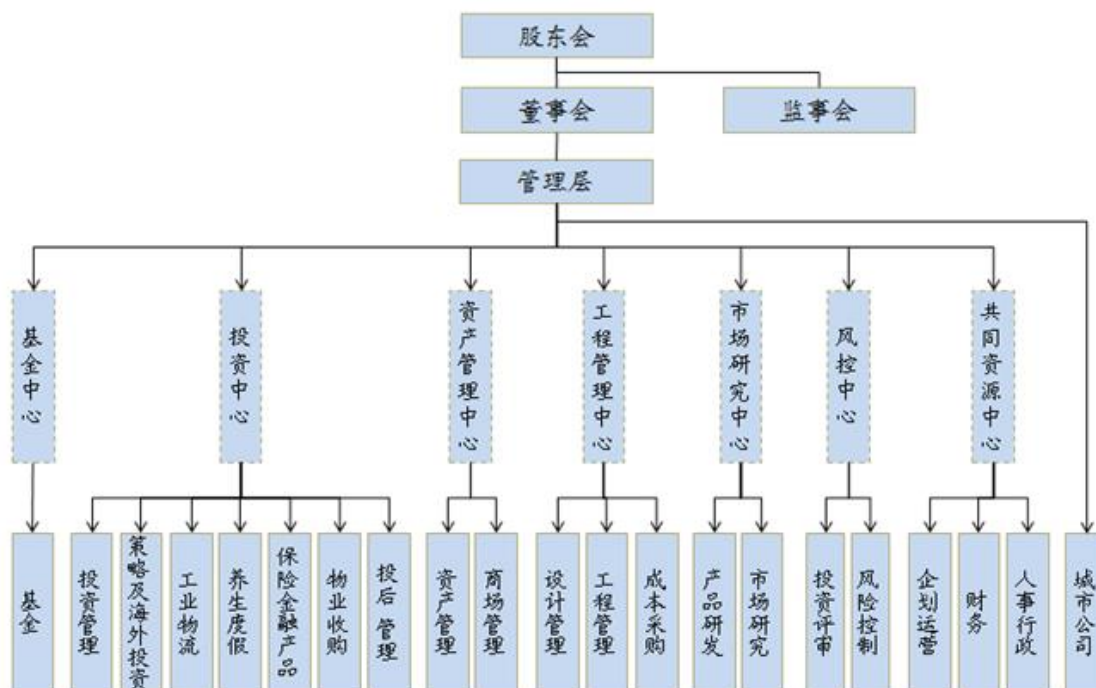 股东会
董事会
监事会
管理层
基金中心
投资中心
资产管理中心
工程管理中心
市场研究中心
风控中心
共同资源中心
基金
投资管理
策略及海外投资
工业物流
养生度假
保险金融产品
物业收购
投后管理
资产管理
商场管理
设计管理
工程管理
成本采购
产品研发
市场研究
投资评审
风险控制
企划运营
财务
人事行政
城市公司